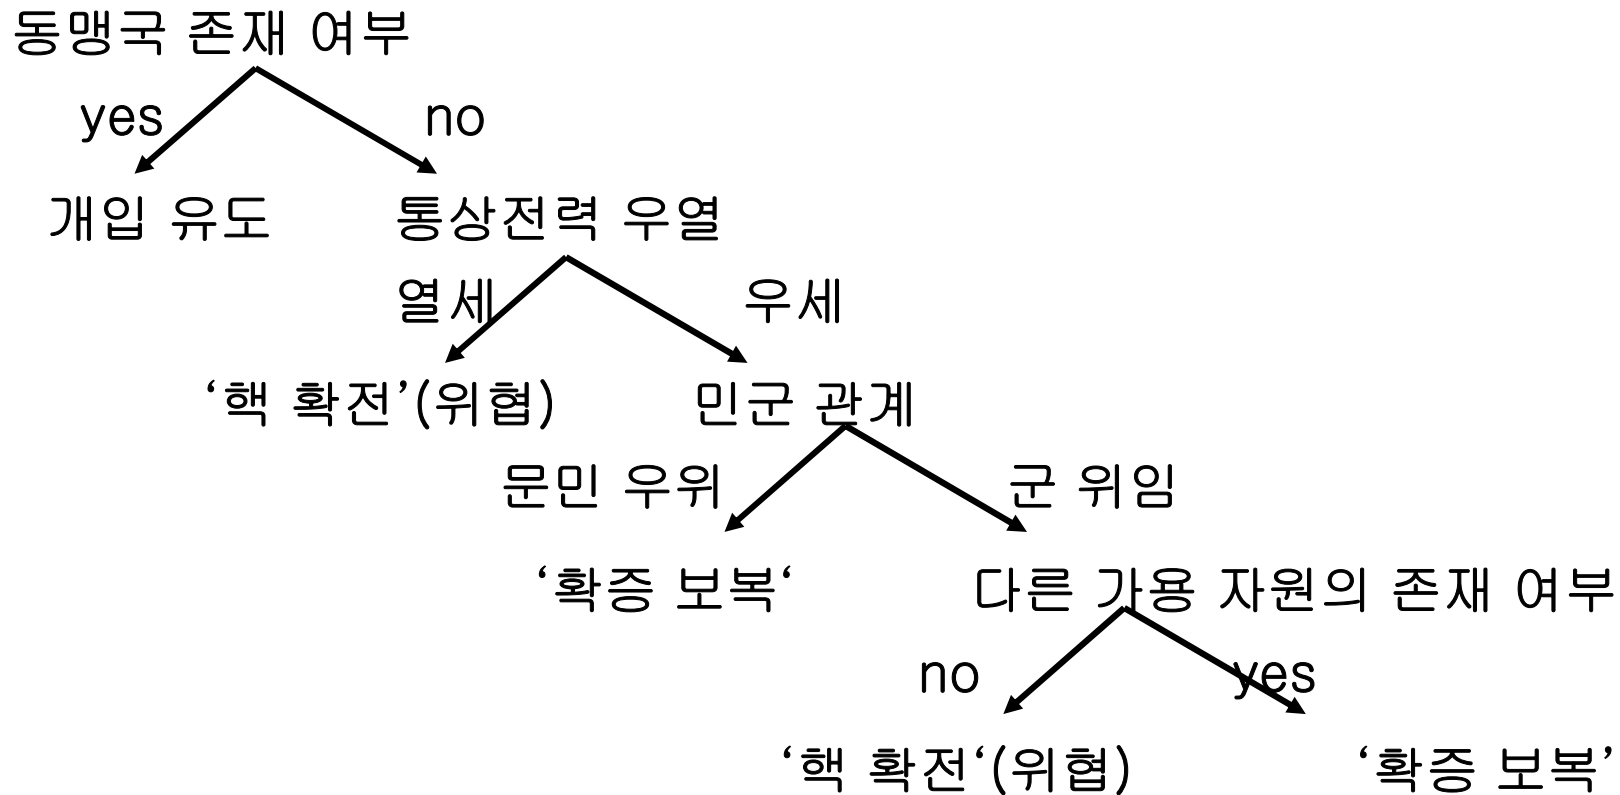 동맹국 존재 여부
yes
no
개입 유도
통상전력 우열
열세
우세
‘핵 확전’(위협)
민군 관계
문민 우위
군 위임
‘확증 보복‘
다른 가용 자원의 존재 여부
no
yes
‘핵 확전‘(위협)
‘확증 보복’